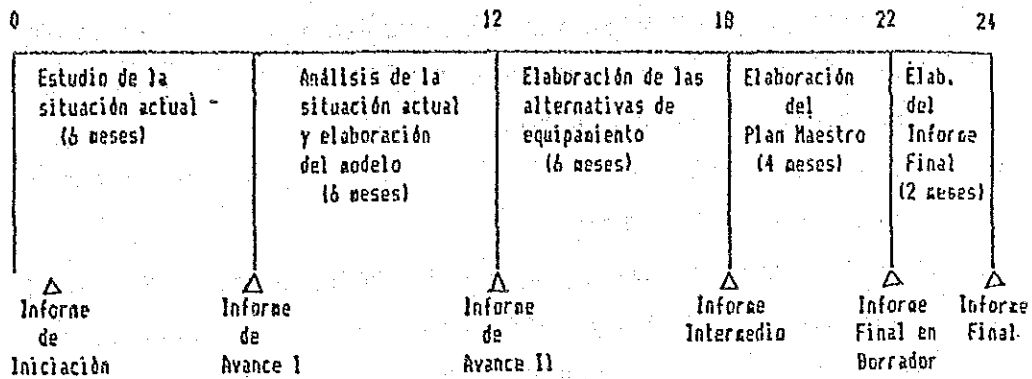 0 12 18 22 24
Estudio de la
situación actual -
(6 meses)
Análisis de la
situación actual
y elaboración
del modelo
(6 meses)
Elaboración de las
alternativas de
equipamiento
(6 meses)
Elaboración
del
Plan Maestro
(4 meses)
Elab.
del
Informe
Final
(2 meses)
Informe
de
Iniciación
Informe
de
Avance I
Informe
de
Avance II
Informe
Intermedio
Informe
Final en
Borrador
Informe
Final